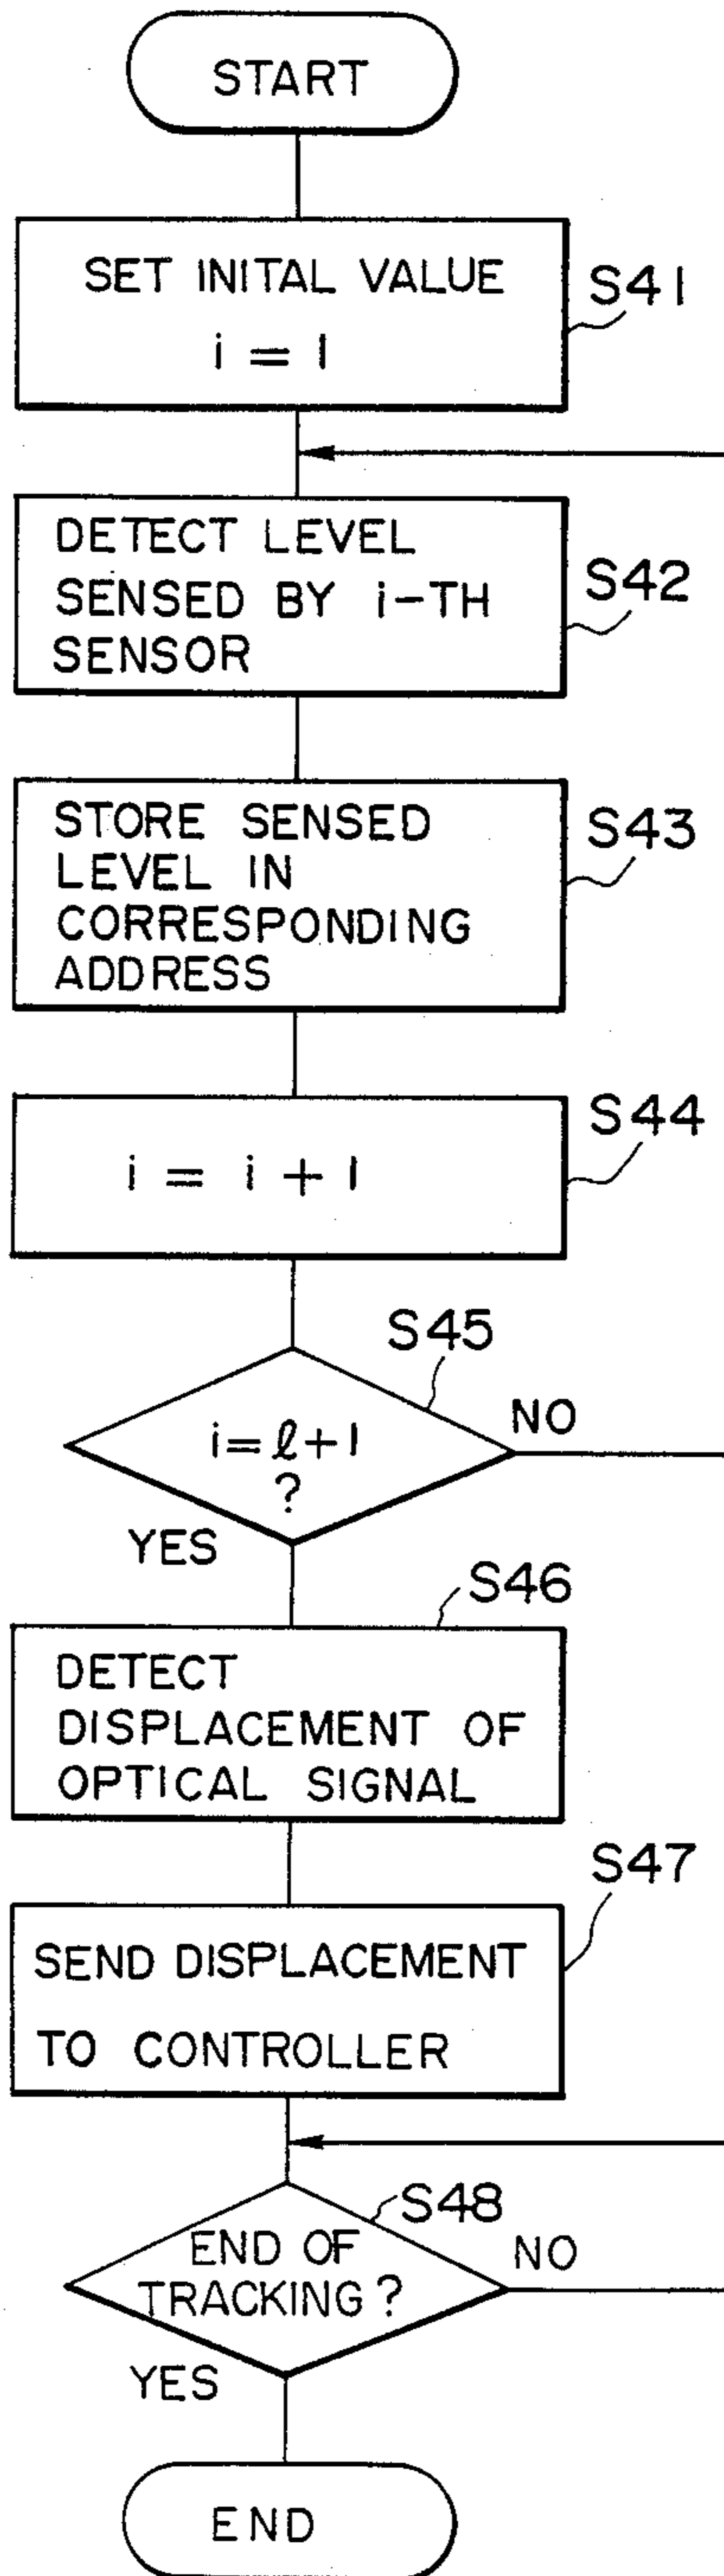 START
SET INITAL VALUE
i = 1
S41
DETECT LEVEL
SENSED BY i-TH
SENSOR
S42
STORE SENSED
LEVEL IN
CORRESPONDING
ADDRESS
S43
i = i + 1
S44
S45
i=ℓ+1
?
NO
YES
S46
DETECT
DISPLACEMENT OF
OPTICAL SIGNAL
S47
SEND DISPLACEMENT
TO CONTROLLER
S48
END OF
TRACKING?
NO
YES
END